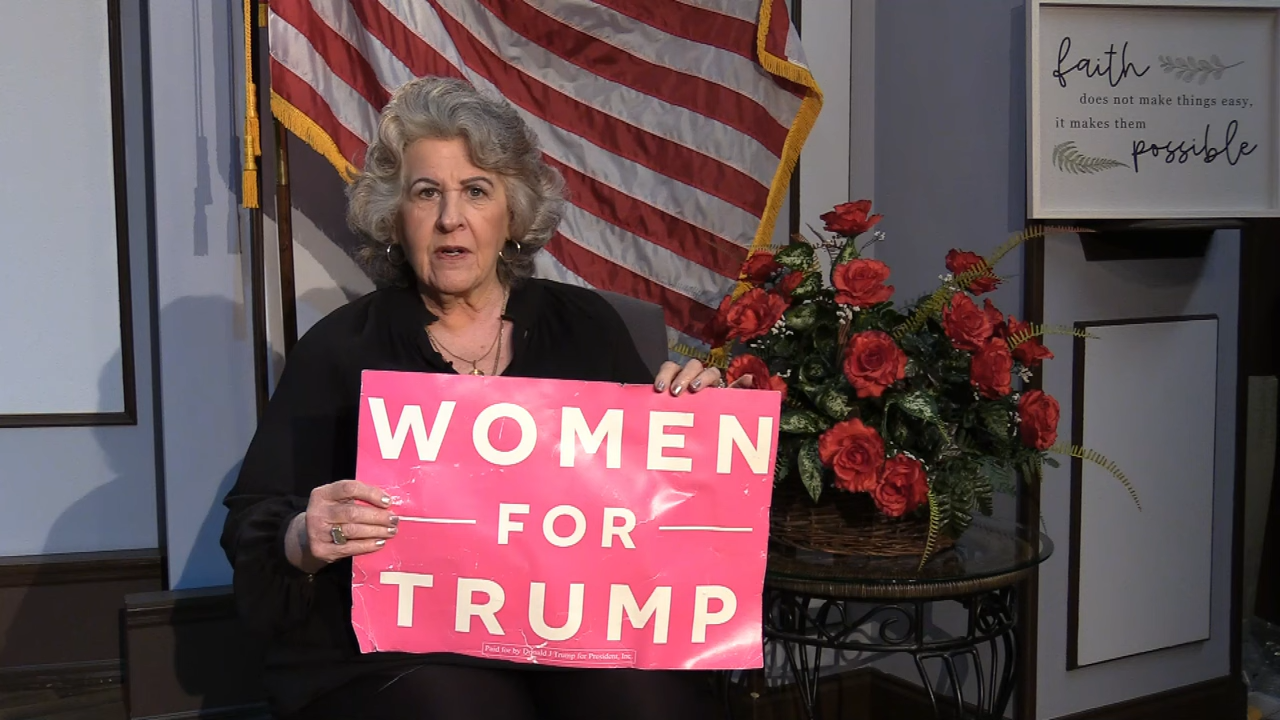 faith
does not make things easy,
it makes them
possible
WOMEN
FOR
TRUMP
Paid for by Donald J Trump for President, Inc.